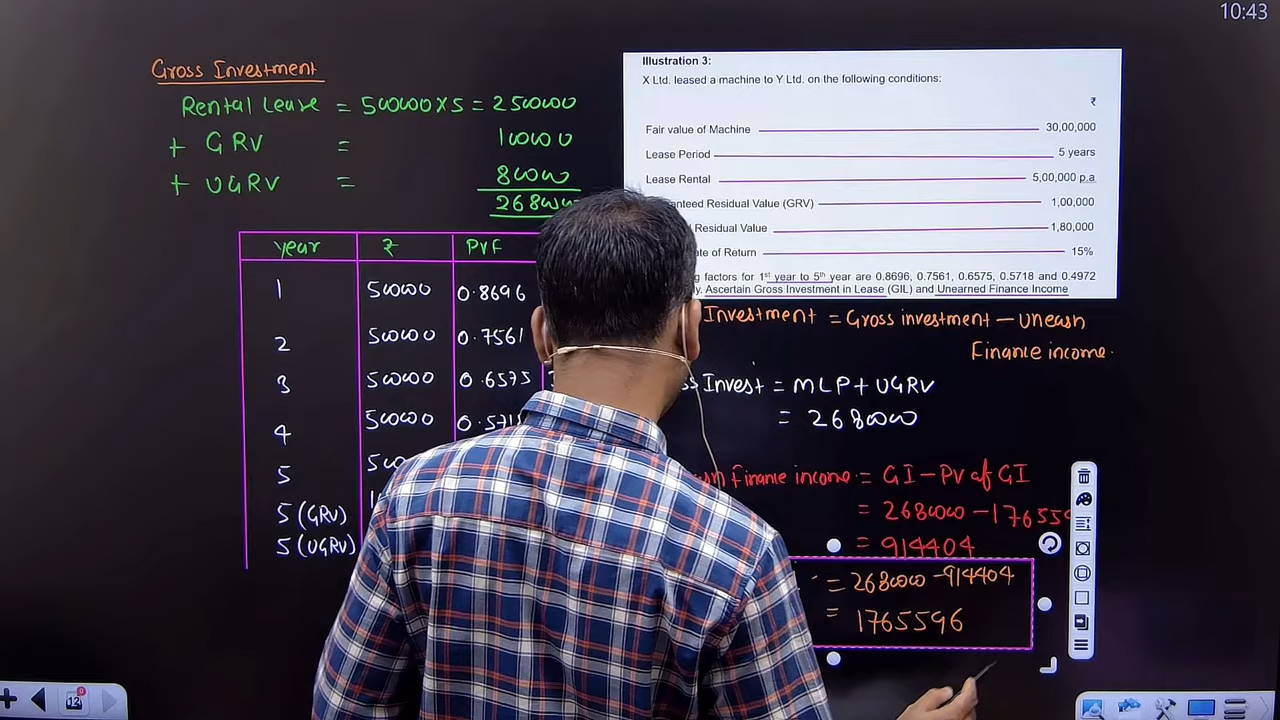 10:43
Gross Investment
Rental Lease = 500000 x 5 = 2500000
+ GRV = 100000
+ UGRV = 80000
268000
year ₹ PVF
1 500000 0.8696
2 500000 0.7561
3 500000 0.6575
4 500000 0.571
5
5 (GRV)
5 (UGRV)
Illustration 3:
X Ltd. leased a machine to Y Ltd. on the following conditions:
₹
Fair value of Machine 30,00,000
Lease Period 5 years
Lease Rental 5,00,000 p.a
anteed Residual Value (GRV) 1,00,000
Residual Value 1,80,000
te of Return 15%
g factors for 1st year to 5th year are 0.8696, 0.7561, 0.6575, 0.5718 and 0.4972
y. Ascertain Gross Investment in Lease (GIL) and Unearned Finance Income
Investment = Gross investment - unearn
Finance income.
ss Invest = MLP + UGRV
= 2680000
n Finance income = GI - PV of GI
= 2680000 - 176559
= 914404
= 2680000 - 914404
= 1765596
12